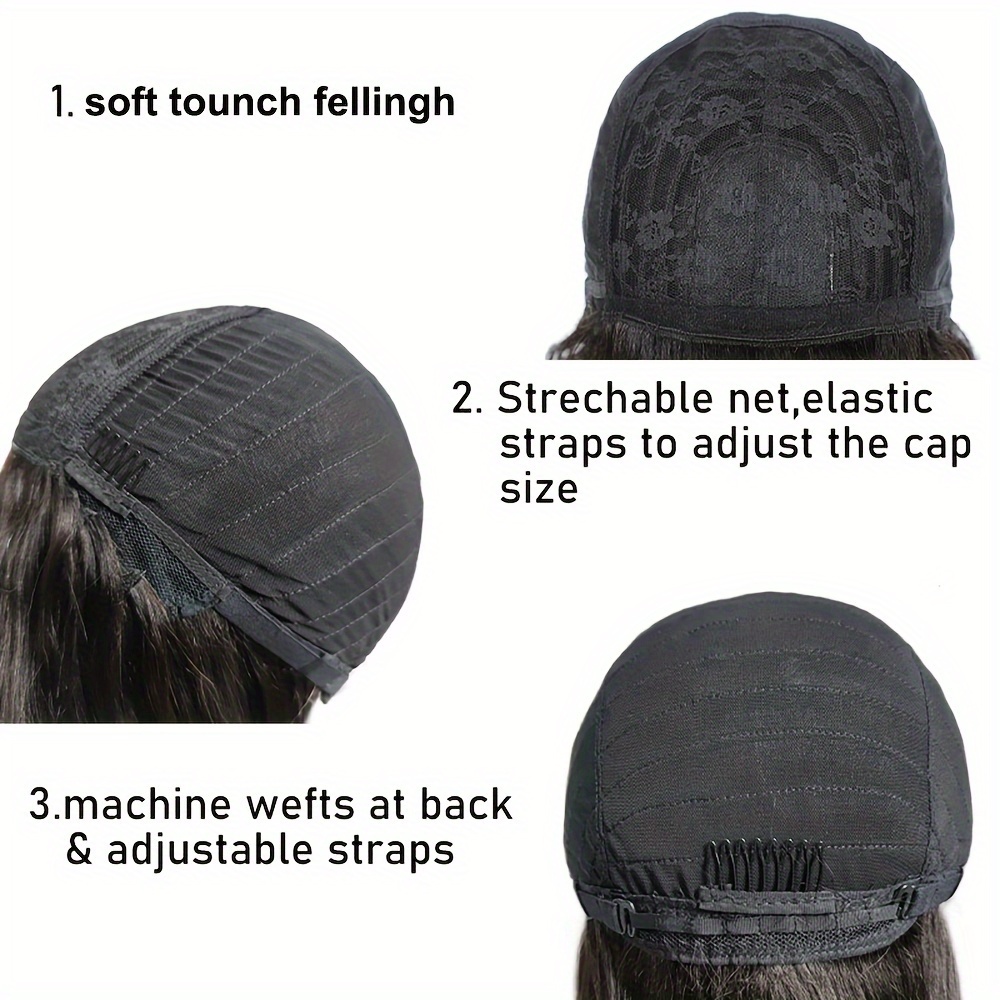 1. soft tounch fellingh
2. Strechable net,elastic
straps to adjust the cap
size
3.machine wefts at back
& adjustable straps